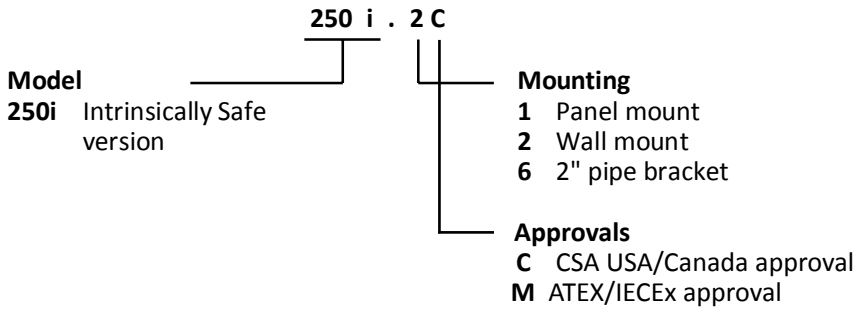 250 i . 2 C
Model
250i Intrinsically Safe
version
Mounting
1 Panel mount
2 Wall mount
6 2" pipe bracket
Approvals
C CSA USA/Canada approval
M ATEX/IECEx approval